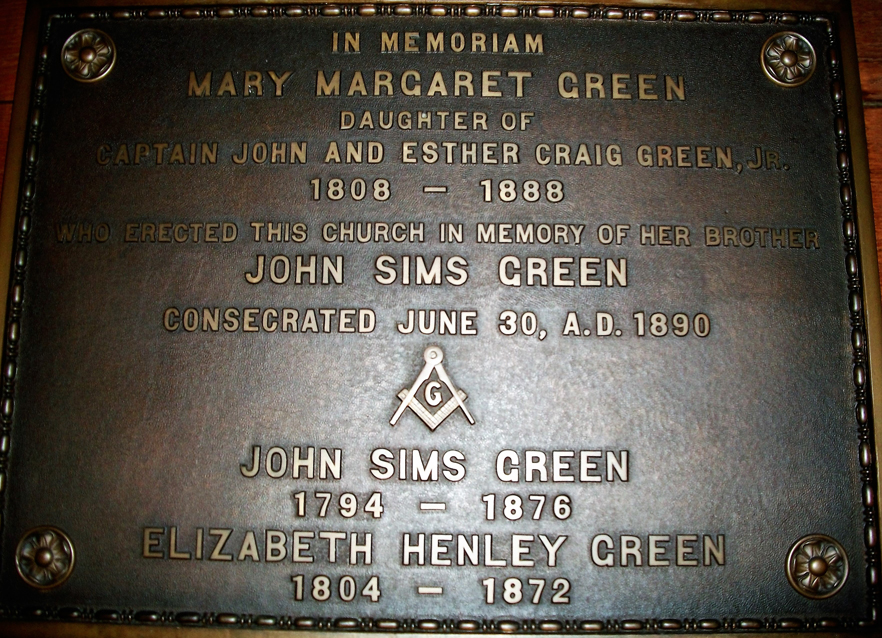 IN MEMORIAM
MARY MARGARET GREEN
DAUGHTER OF
CAPTAIN JOHN AND ESTHER CRAIG GREEN, JR.
1808 — 1888
WHO ERECTED THIS CHURCH IN MEMORY OF HER BROTHER
JOHN SIMS GREEN
CONSECRATED JUNE 30, A.D. 1890
G
JOHN SIMS GREEN
1794 — 1876
ELIZABETH HENLEY GREEN
1804 — 1872